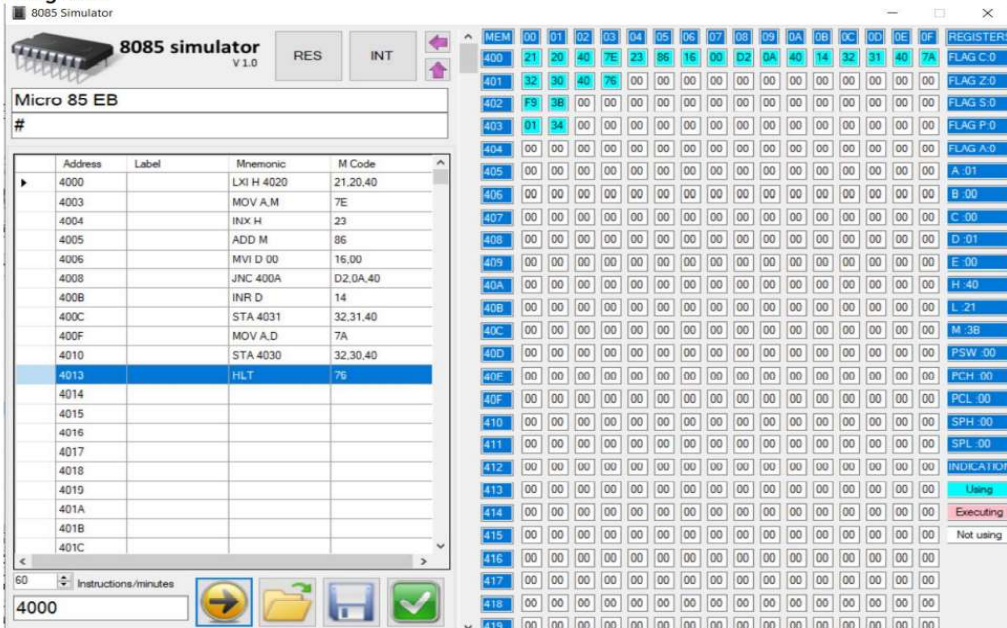 8085 Simulator
8085 simulator
V 1.0
RES
INT
Micro 85 EB
#
Address Label Mnemonic M Code
4000 LXI H 4020 21,20,40
4003 MOV A,M 7E
4004 INX H 23
4005 ADD M 86
4006 MVI D 00 16,00
4008 JNC 400A D2,0A,40
400B INR D 14
400C STA 4031 32,31,40
400F MOV A,D 7A
4010 STA 4030 32,30,40
4013 HLT 76
4014
4015
4016
4017
4018
4019
401A
401B
401C
60 Instructions/minutes
4000
MEM 00 01 02 03 04 05 06 07 08 09 0A 0B 0C 0D 0E 0F REGISTERS
400 21 20 40 7E 23 86 16 00 D2 0A 40 14 32 31 40 7A FLAG C:0
401 32 30 40 76 00 00 00 00 00 00 00 00 00 00 00 00 FLAG Z:0
402 F9 3B 00 00 00 00 00 00 00 00 00 00 00 00 00 00 FLAG S:0
403 01 34 00 00 00 00 00 00 00 00 00 00 00 00 00 00 FLAG P:0
404 00 00 00 00 00 00 00 00 00 00 00 00 00 00 00 00 FLAG A:0
405 00 00 00 00 00 00 00 00 00 00 00 00 00 00 00 00 A :01
406 00 00 00 00 00 00 00 00 00 00 00 00 00 00 00 00 B :00
407 00 00 00 00 00 00 00 00 00 00 00 00 00 00 00 00 C :00
408 00 00 00 00 00 00 00 00 00 00 00 00 00 00 00 00 D :01
409 00 00 00 00 00 00 00 00 00 00 00 00 00 00 00 00 E :00
40A 00 00 00 00 00 00 00 00 00 00 00 00 00 00 00 00 H :40
40B 00 00 00 00 00 00 00 00 00 00 00 00 00 00 00 00 L :21
40C 00 00 00 00 00 00 00 00 00 00 00 00 00 00 00 00 M :3B
40D 00 00 00 00 00 00 00 00 00 00 00 00 00 00 00 00 PSW :00
40E 00 00 00 00 00 00 00 00 00 00 00 00 00 00 00 00 PCH :00
40F 00 00 00 00 00 00 00 00 00 00 00 00 00 00 00 00 PCL :00
410 00 00 00 00 00 00 00 00 00 00 00 00 00 00 00 00 SPH :00
411 00 00 00 00 00 00 00 00 00 00 00 00 00 00 00 00 SPL :00
412 00 00 00 00 00 00 00 00 00 00 00 00 00 00 00 00 INDICATION
413 00 00 00 00 00 00 00 00 00 00 00 00 00 00 00 00 Using
414 00 00 00 00 00 00 00 00 00 00 00 00 00 00 00 00 Executing
415 00 00 00 00 00 00 00 00 00 00 00 00 00 00 00 00 Not using
416 00 00 00 00 00 00 00 00 00 00 00 00 00 00 00 00
417 00 00 00 00 00 00 00 00 00 00 00 00 00 00 00 00
418 00 00 00 00 00 00 00 00 00 00 00 00 00 00 00 00
419 00 00 00 00 00 00 00 00 00 00 00 00 00 00 00 00